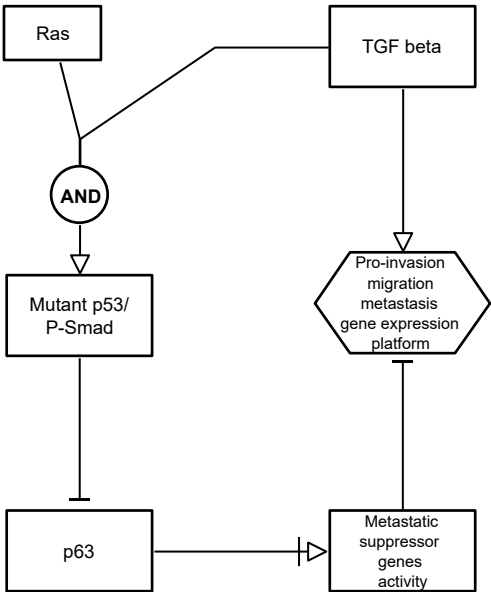 Ras
TGF beta
AND
Mutant p53/
P-Smad
Pro-invasion
migration
metastasis
gene expression
platform
p63
Metastatic
suppressor
genes
activity